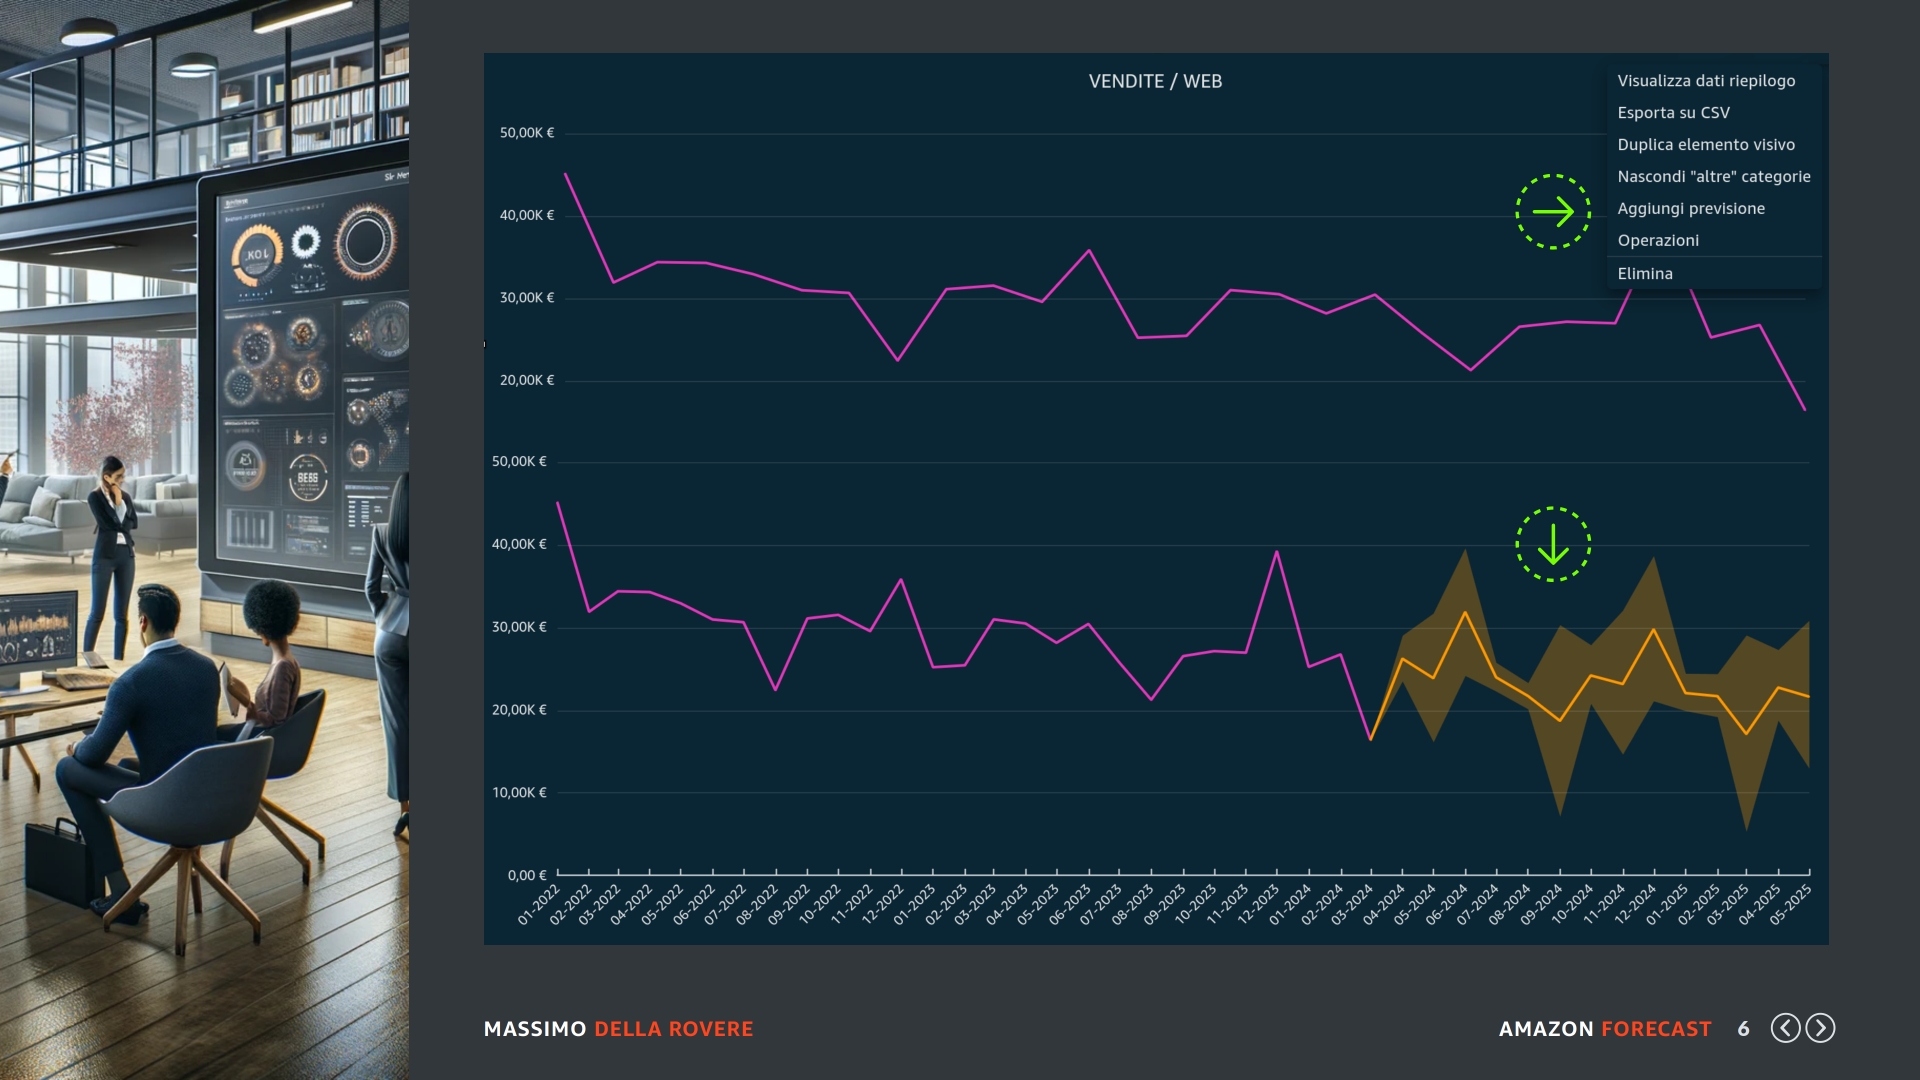 VENDITE / WEB
Visualizza dati riepilogo
Esporta su CSV
Duplica elemento visivo
Nascondi "altre" categorie
Aggiungi previsione
Operazioni
Elimina
50,00K €
40,00K €
30,00K €
20,00K €
50,00K €
40,00K €
30,00K €
20,00K €
10,00K €
0,00 €
01-2022
02-2022
03-2022
04-2022
05-2022
06-2022
07-2022
08-2022
09-2022
10-2022
11-2022
12-2022
01-2023
02-2023
03-2023
04-2023
05-2023
06-2023
07-2023
08-2023
09-2023
10-2023
11-2023
12-2023
01-2024
02-2024
03-2024
04-2024
05-2024
06-2024
07-2024
08-2024
09-2024
10-2024
11-2024
12-2024
01-2025
02-2025
03-2025
04-2025
05-2025
MASSIMO DELLA ROVERE
AMAZON FORECAST 6